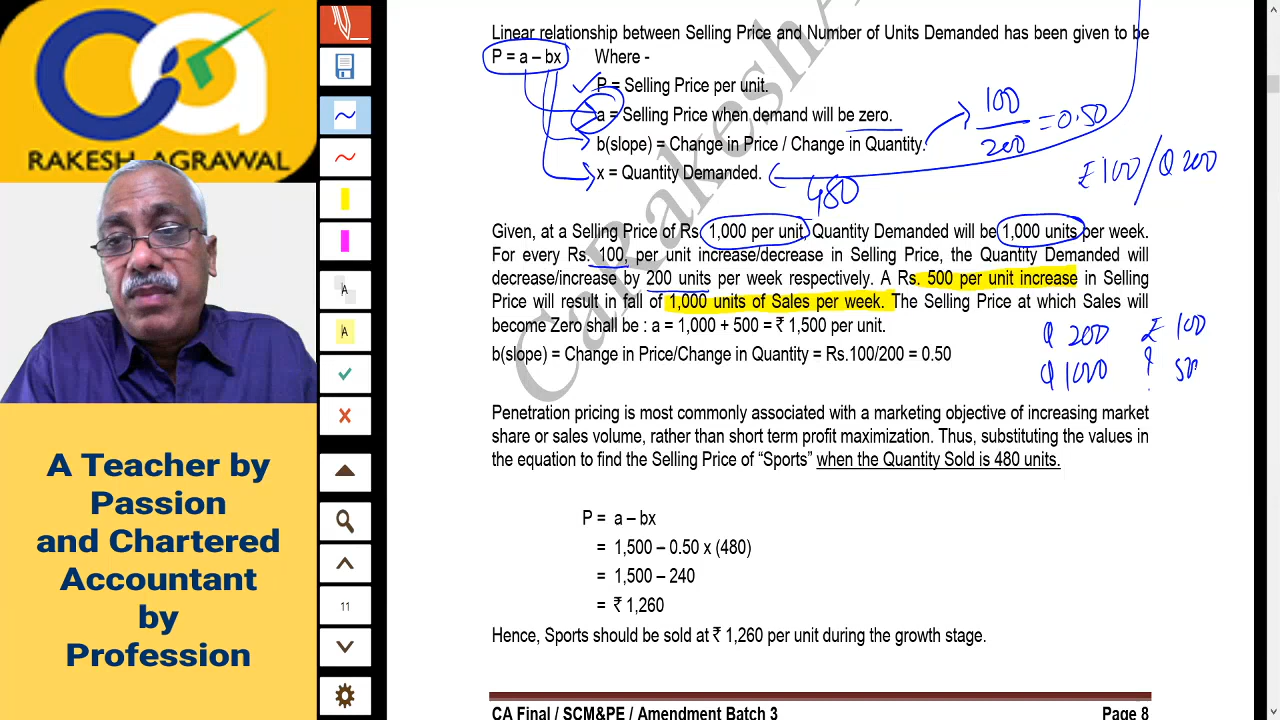 RAKESH AGRAWAL
A Teacher by
Passion
and Chartered
Accountant
by
Profession
A
A
11
Linear relationship between Selling Price and Number of Units Demanded has been given to be
P = a – bx Where -
P = Selling Price per unit.
a = Selling Price when demand will be zero.
b(slope) = Change in Price / Change in Quantity.
x = Quantity Demanded.
100
200
=0.50
480
£100/Q 200
Given, at a Selling Price of Rs 1,000 per unit, Quantity Demanded will be 1,000 units per week.
For every Rs. 100, per unit increase/decrease in Selling Price, the Quantity Demanded will
decrease/increase by 200 units per week respectively. A Rs. 500 per unit increase in Selling
Price will result in fall of 1,000 units of Sales per week. The Selling Price at which Sales will
become Zero shall be : a = 1,000 + 500 = ₹ 1,500 per unit.
b(slope) = Change in Price/Change in Quantity = Rs.100/200 = 0.50
Q 200 £ 100
Q 1000
Penetration pricing is most commonly associated with a marketing objective of increasing market
share or sales volume, rather than short term profit maximization. Thus, substituting the values in
the equation to find the Selling Price of “Sports” when the Quantity Sold is 480 units.
P = a – bx
= 1,500 – 0.50 x (480)
= 1,500 – 240
= ₹ 1,260
Hence, Sports should be sold at ₹ 1,260 per unit during the growth stage.
CA Final / SCM&PE / Amendment Batch 3 Page 8